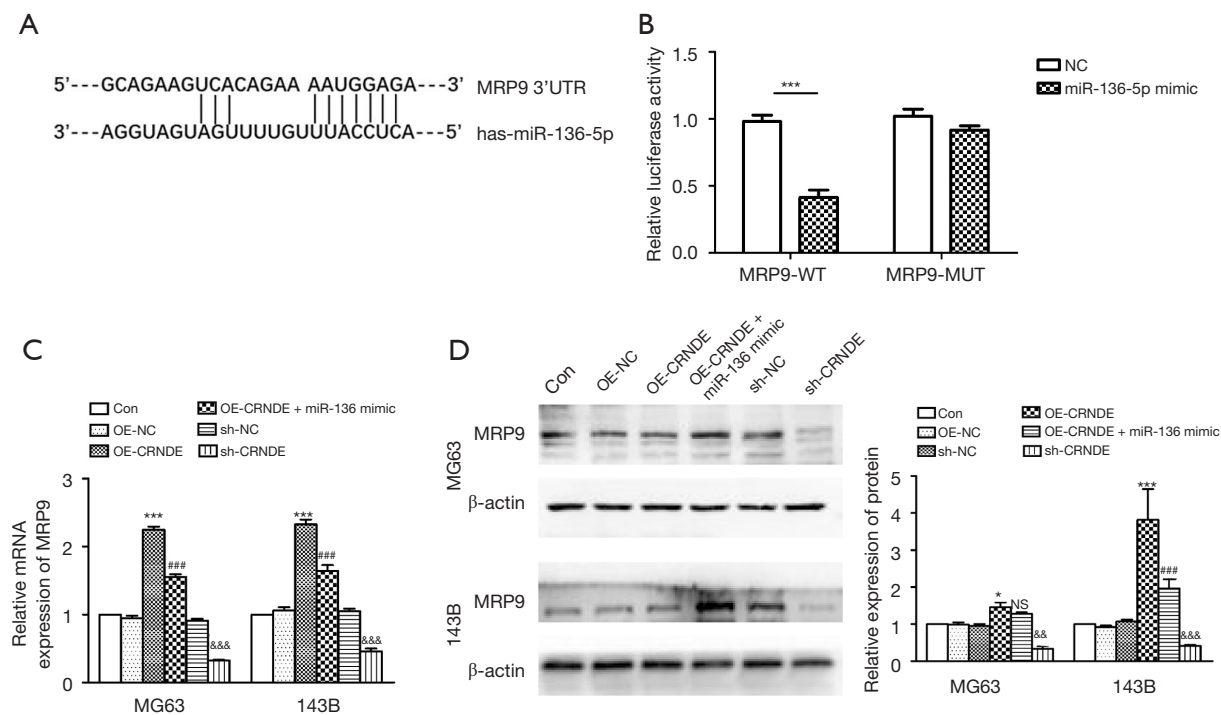 A
5’---GCAGAAGUCACAGAA AAUGGAGA---3’ MRP9 3’UTR
3’---AGGUAGUAGUUUUGUUUACCUCA---5’ has-miR-136-5p
B
Relative luciferase activity
1.5
1.0
0.5
0.0
***
MRP9-WT
MRP9-MUT
NC
miR-136-5p mimic
C
Con
OE-NC
OE-CRNDE
OE-CRNDE + miR-136 mimic
sh-NC
sh-CRNDE
Relative mRNA
expression of MRP9
3
2
1
0
***
###
&&&
***
###
&&&
MG63
143B
D
Con
OE-NC
OE-CRNDE
OE-CRNDE +
miR-136 mimic
sh-NC
sh-CRNDE
MG63
MRP9
β-actin
143B
MRP9
β-actin
Con
OE-NC
sh-NC
OE-CRNDE
OE-CRNDE + miR-136 mimic
sh-CRNDE
Relative expression of protein
5
4
3
2
1
0
*
NS
&&
***
###
&&&
MG63
143B